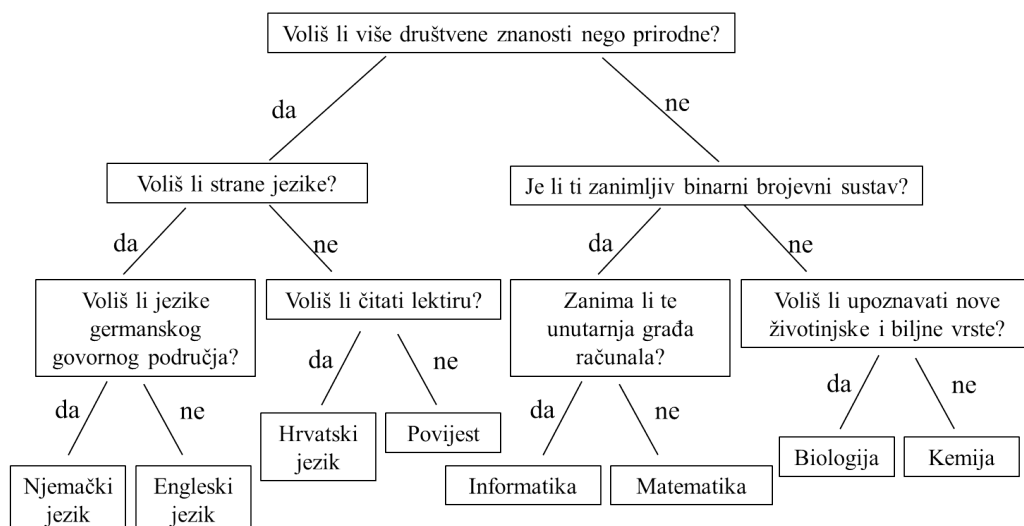 Voliš li više društvene znanosti nego prirodne?
da
ne
Voliš li strane jezike?
Je li ti zanimljiv binarni brojevni sustav?
da
ne
da
ne
Voliš li jezike
germanskog
govornog područja?
Voliš li čitati lektiru?
Zanima li te
unutarnja građa
računala?
Voliš li upoznavati nove
životinjske i biljne vrste?
da
ne
da
ne
da
ne
da
ne
Njemački
jezik
Engleski
jezik
Hrvatski
jezik
Povijest
Informatika
Matematika
Biologija
Kemija